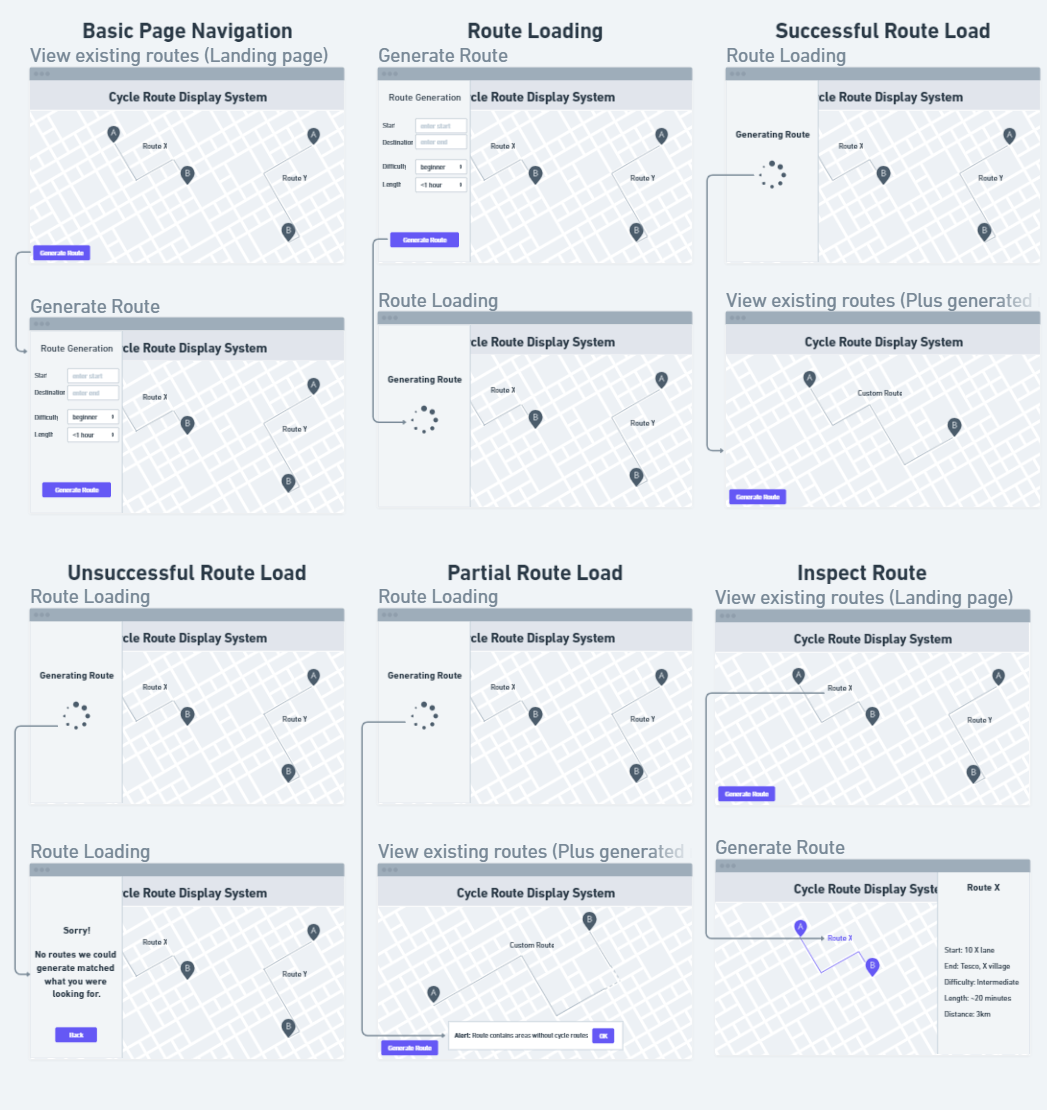 Basic Page Navigation
View existing routes (Landing page)
Cycle Route Display System
A
Route X
B
A
Route Y
B
Generate Route
Generate Route
Route Generation
cle Route Display System
Star
enter start
Destination
enter end
Difficulty
beginner
Length
<1 hour
Generate Route
Route X
B
A
Route Y
B
Route Loading
Generate Route
Route Generation
cle Route Display System
Star
enter start
Destination
enter end
Difficulty
beginner
Length
<1 hour
Generate Route
Route X
B
A
Route Y
B
Route Loading
cle Route Display System
Generating Route
Route X
B
A
Route Y
B
Successful Route Load
Route Loading
cle Route Display System
Generating Route
Route X
B
A
Route Y
B
View existing routes (Plus generated
Cycle Route Display System
A
Custom Route
B
Generate Route
Unsuccessful Route Load
Route Loading
cle Route Display System
Generating Route
Route X
B
A
Route Y
B
Route Loading
cle Route Display System
Sorry!
No routes we could
generate matched
what you were
looking for.
Back
Route X
B
A
Route Y
B
Partial Route Load
Route Loading
cle Route Display System
Generating Route
Route X
B
A
Route Y
B
View existing routes (Plus generated
Cycle Route Display System
B
Custom Route
A
Alert: Route contains areas without cycle routes
OK
Generate Route
Inspect Route
View existing routes (Landing page)
Cycle Route Display System
A
Route X
B
A
Route Y
B
Generate Route
Generate Route
Cycle Route Display Syste
Route X
A
Route X
B
Start: 10 X lane
End: Tesco, X village
Difficulty: Intermediate
Length: ~20 minutes
Distance: 3km